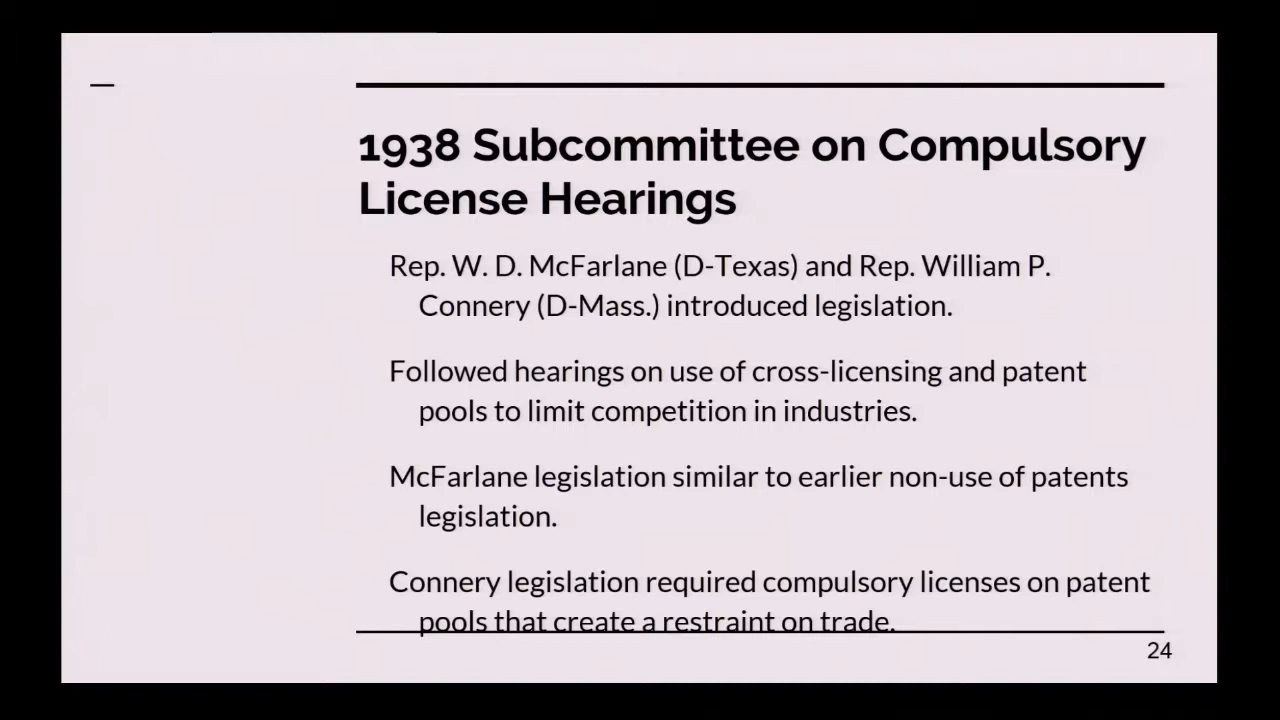 1938 Subcommittee on Compulsory
License Hearings
Rep. W. D. McFarlane (D-Texas) and Rep. William P.
Connery (D-Mass.) introduced legislation.
Followed hearings on use of cross-licensing and patent
pools to limit competition in industries.
McFarlane legislation similar to earlier non-use of patents
legislation.
Connery legislation required compulsory licenses on patent
pools that create a restraint on trade.
24